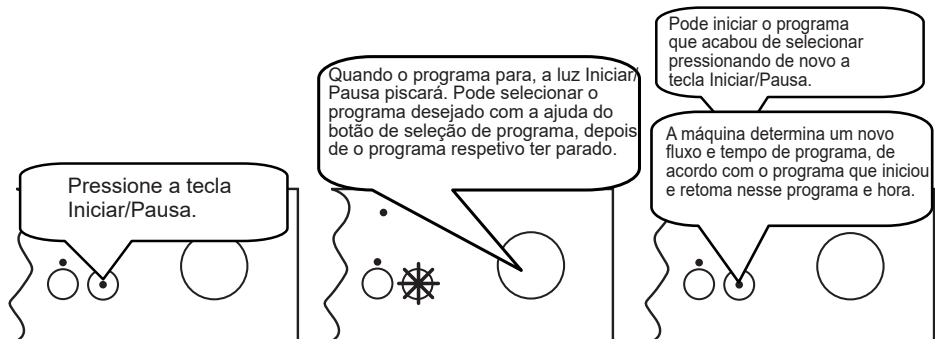 Pressione a tecla
Iniciar/Pausa.
Quando o programa para, a luz Iniciar/
Pausa piscará. Pode selecionar o
programa desejado com a ajuda do
botão de seleção de programa, depois
de o programa respetivo ter parado.
Pode iniciar o programa
que acabou de selecionar
pressionando de novo a
tecla Iniciar/Pausa.
A máquina determina um novo
fluxo e tempo de programa, de
acordo com o programa que iniciou
e retoma nesse programa e hora.